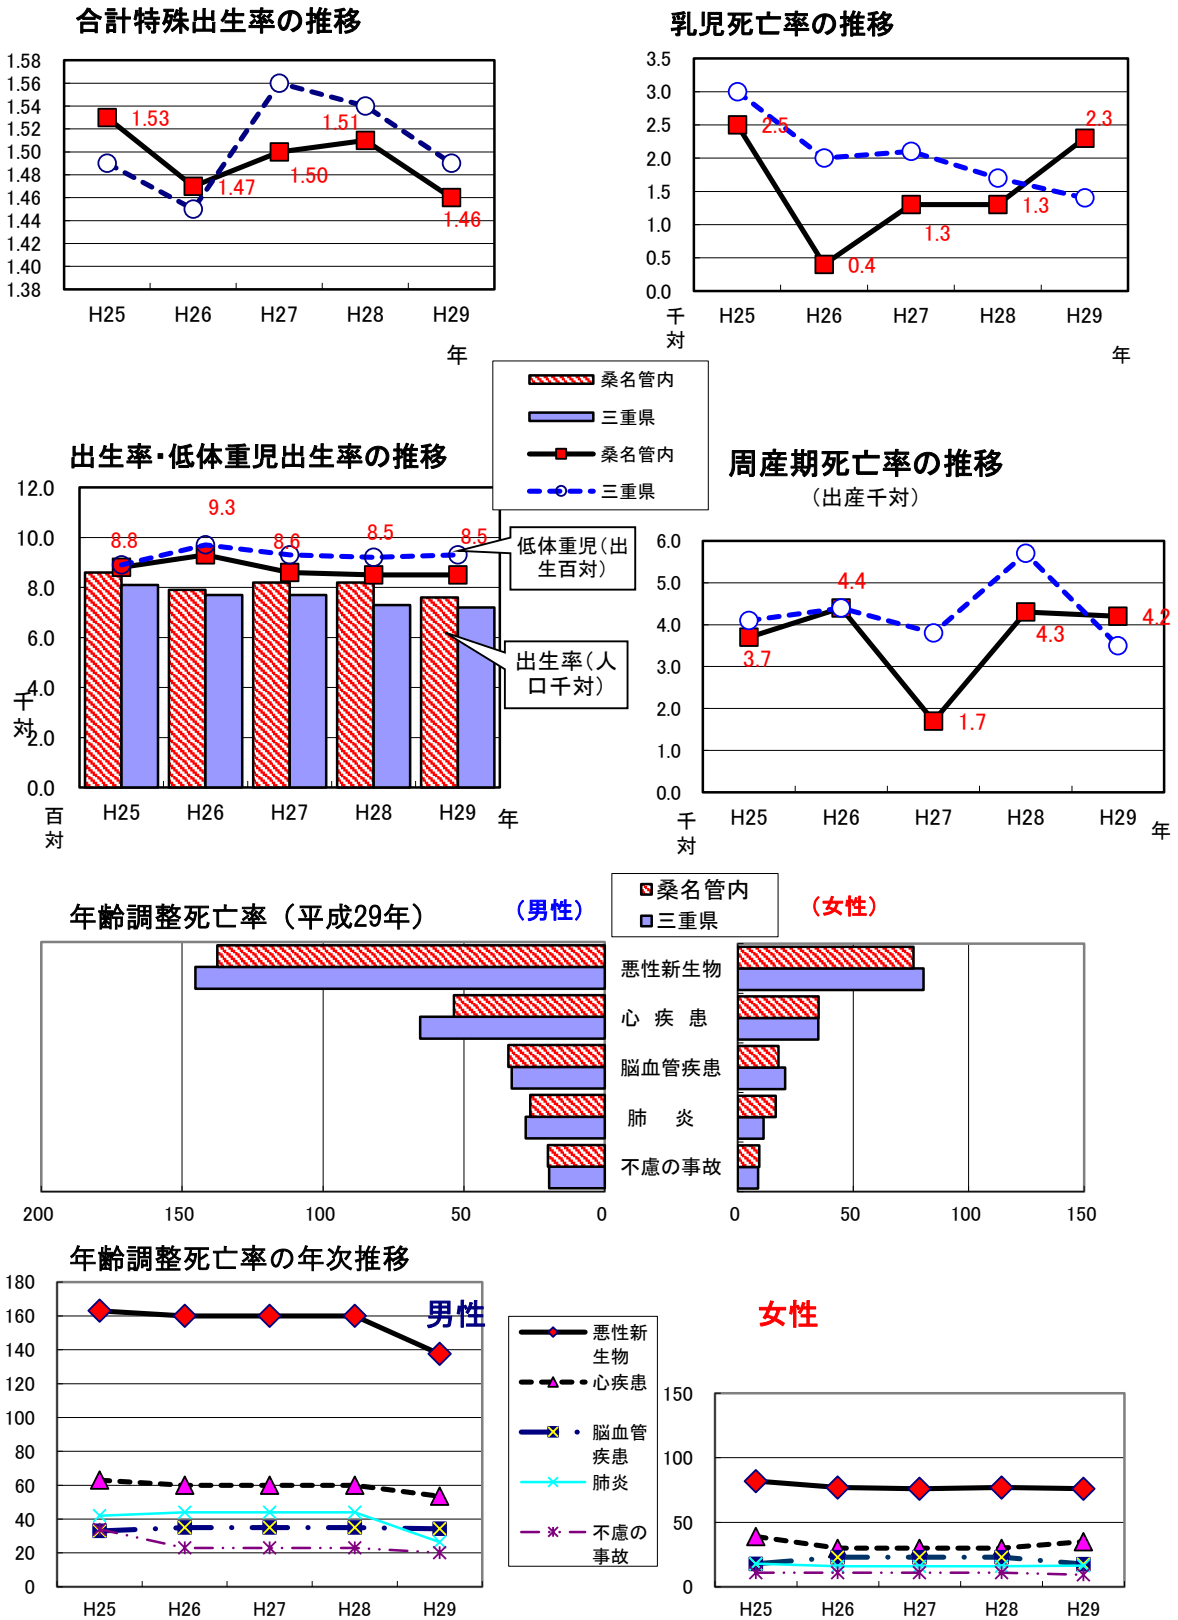 合計特殊出生率の推移
1.58
1.56
1.54
1.52
1.50
1.48
1.46
1.44
1.42
1.40
1.38
1.53
1.47
1.50
1.51
1.46
H25 H26 H27 H28 H29
年
乳児死亡率の推移
3.5
3.0
2.5
2.0
1.5
1.0
0.5
0.0
2.5
0.4
1.3
1.3
2.3
千対
H25 H26 H27 H28 H29
年
桑名管内
三重県
桑名管内
三重県
出生率・低体重児出生率の推移
12.0
10.0
8.0
6.0
4.0
2.0
0.0
千対
百対
8.8
9.3
8.6
8.5
8.5
低体重児(出
生百対)
出生率(人
口千対)
H25 H26 H27 H28 H29
年
周産期死亡率の推移
(出産千対)
6.0
5.0
4.0
3.0
2.0
1.0
0.0
3.7
4.4
1.7
4.3
4.2
千対
H25 H26 H27 H28 H29
年
年齢調整死亡率(平成29年)
(男性)
桑名管内
三重県
(女性)
悪性新生物
心 疾 患
脳血管疾患
肺 炎
不慮の事故
200 150 100 50 0
0 50 100 150
年齢調整死亡率の年次推移
180
160
140
120
100
80
60
40
20
0
男性
H25 H26 H27 H28 H29
悪性新
生物
心疾患
脳血管
疾患
肺炎
不慮の
事故
女性
150
100
50
0
H25 H26 H27 H28 H29